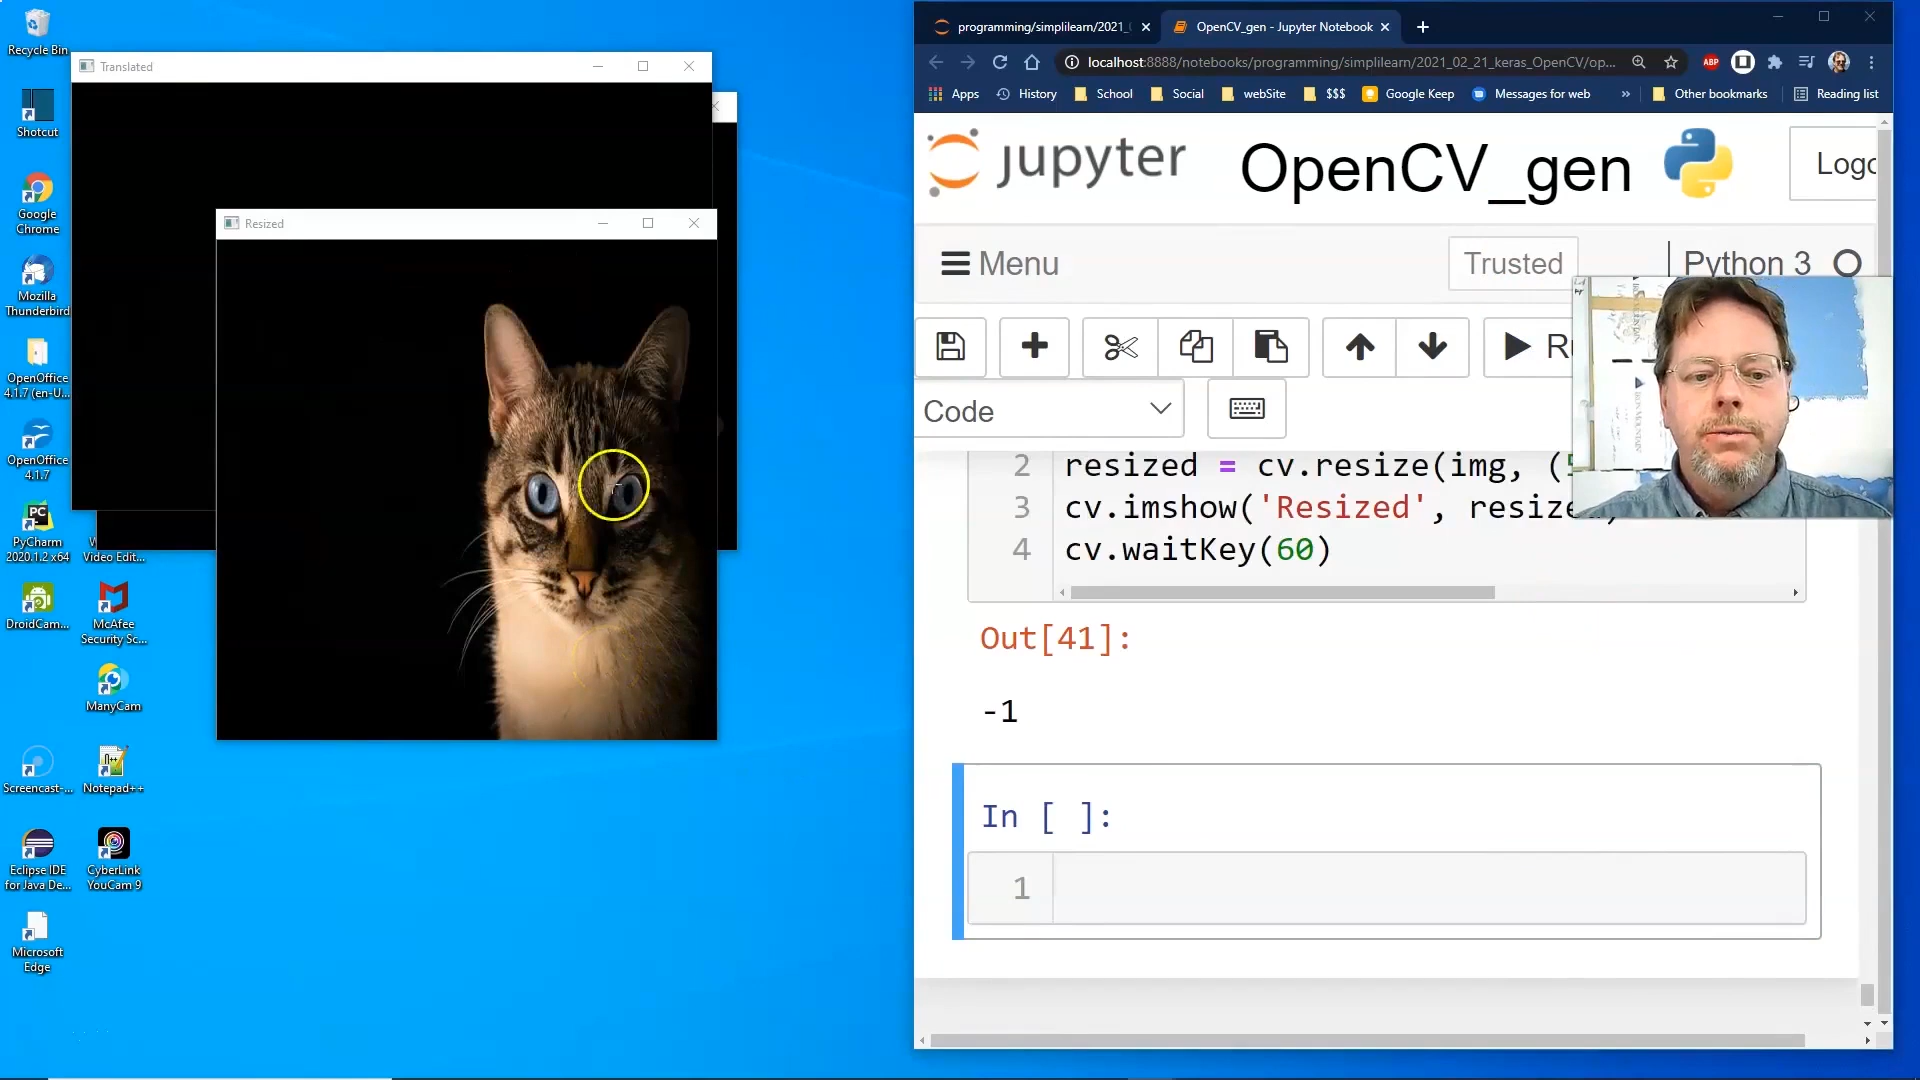 Recycle Bin
Shotcut
Google
Chrome
Mozilla
Thunderbird
OpenOffice
4.1.7 (en-U...
OpenOffice
4.1.7
PyCharm
2020.1.2 x64
Video Edit...
DroidCam...
McAfee
Security Sc...
ManyCam
Screencast-...
Notepad++
Eclipse IDE
for Java De...
CyberLink
YouCam 9
Microsoft
Edge
Translated
Resized
programming/simplilearn/2021_
OpenCV_gen - Jupyter Notebook
localhost:8888/notebooks/programming/simplilearn/2021_02_21_keras_OpenCV/op...
ABP
Apps History School Social webSite $$$ Google Keep Messages for web » Other bookmarks Reading list
jupyter OpenCV_gen Logo
Menu Trusted Python 3
Code
2 resized = cv.resize(img, (
3 cv.imshow('Resized', resize
4 cv.waitKey(60)
Out[41]:
-1
In [ ]:
1